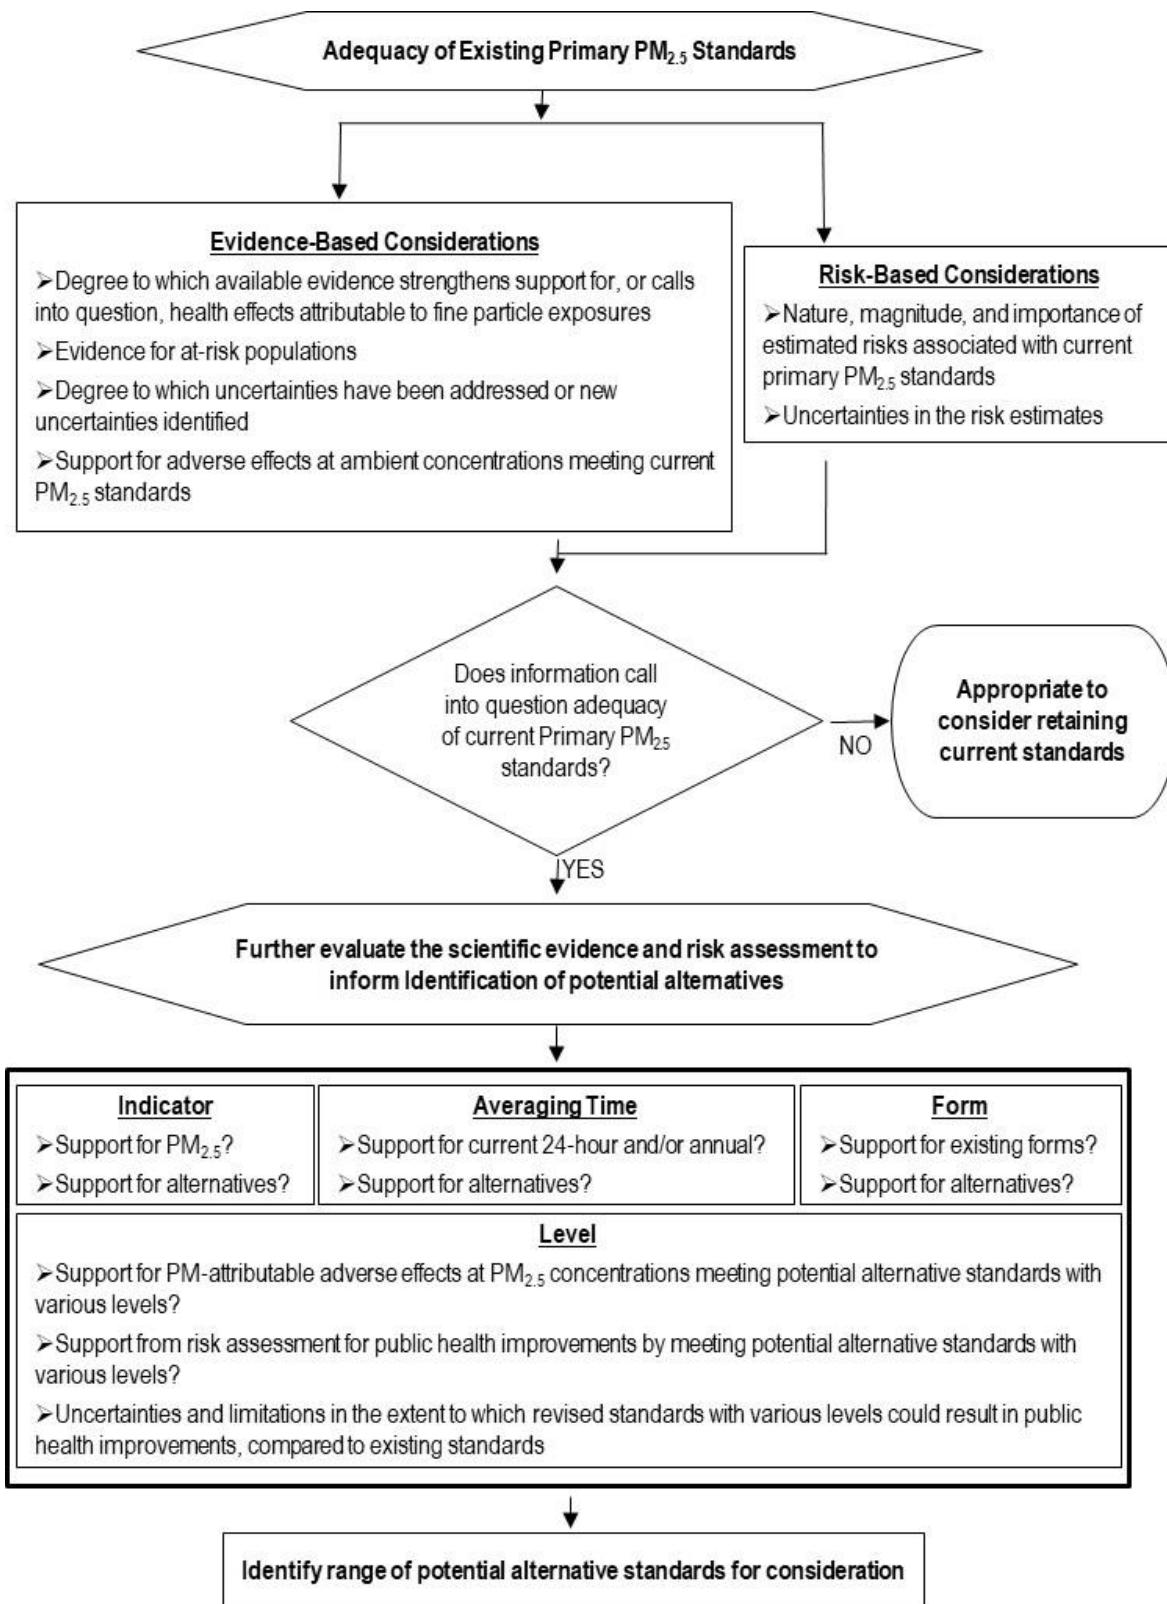 Adequacy of Existing Primary PM2.5 Standards
Evidence-Based Considerations
➢Degree to which available evidence strengthens support for, or calls
into question, health effects attributable to fine particle exposures
➢Evidence for at-risk populations
➢Degree to which uncertainties have been addressed or new
uncertainties identified
➢Support for adverse effects at ambient concentrations meeting current
PM2.5 standards
Risk-Based Considerations
➢Nature, magnitude, and importance of
estimated risks associated with current
primary PM2.5 standards
➢Uncertainties in the risk estimates
Does information call
into question adequacy
of current Primary PM2.5
standards?
NO
Appropriate to
consider retaining
current standards
YES
Further evaluate the scientific evidence and risk assessment to
inform Identification of potential alternatives
Indicator
➢Support for PM2.5?
➢Support for alternatives?
Averaging Time
➢Support for current 24-hour and/or annual?
➢Support for alternatives?
Form
➢Support for existing forms?
➢Support for alternatives?
Level
➢Support for PM-attributable adverse effects at PM2.5 concentrations meeting potential alternative standards with
various levels?
➢Support from risk assessment for public health improvements by meeting potential alternative standards with
various levels?
➢Uncertainties and limitations in the extent to which revised standards with various levels could result in public
health improvements, compared to existing standards
Identify range of potential alternative standards for consideration